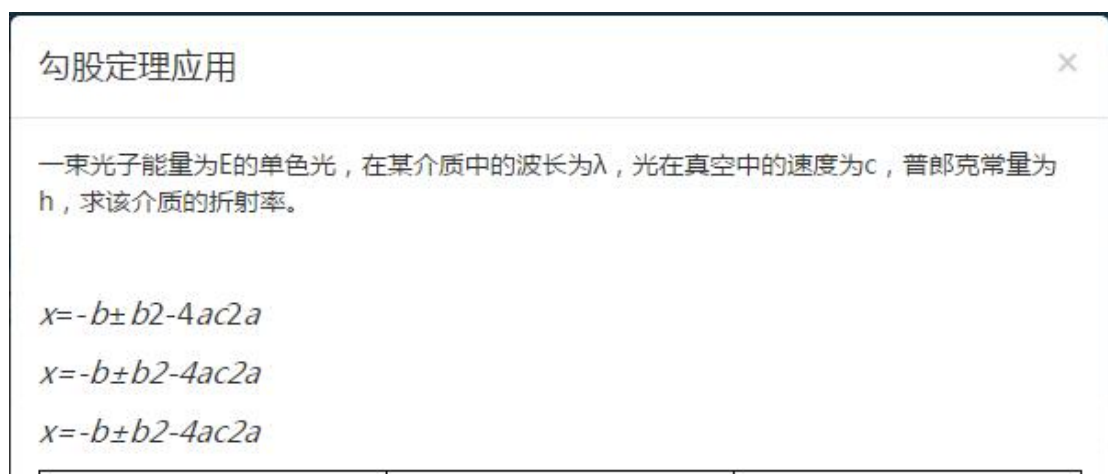 勾股定理应用
×
一束光子能量为E的单色光，在某介质中的波长为λ，光在真空中的速度为c，普郎克常量为
h，求该介质的折射率。
x=-b±b2-4ac2a
x=-b±b2-4ac2a
x=-b±b2-4ac2a